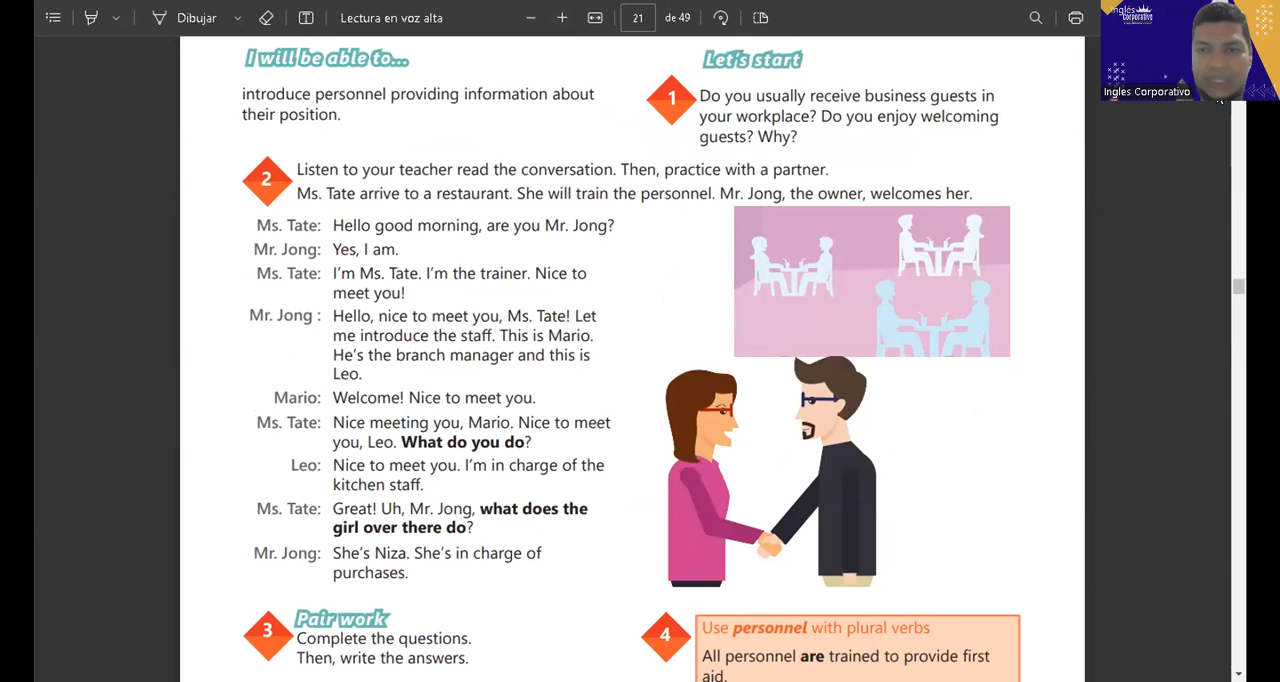 Dibujar
Lectura en voz alta
21
de 49
Inglés
Corporativo
Ingles Corporativo
I will be able to...
introduce personnel providing information about
their position.
Let's start
1
Do you usually receive business guests in
your workplace? Do you enjoy welcoming
guests? Why?
2
Listen to your teacher read the conversation. Then, practice with a partner.
Ms. Tate arrive to a restaurant. She will train the personnel. Mr. Jong, the owner, welcomes her.
Ms. Tate: Hello good morning, are you Mr. Jong?
Mr. Jong: Yes, I am.
Ms. Tate: I'm Ms. Tate. I'm the trainer. Nice to
meet you!
Mr. Jong : Hello, nice to meet you, Ms. Tate! Let
me introduce the staff. This is Mario.
He's the branch manager and this is
Leo.
Mario: Welcome! Nice to meet you.
Ms. Tate: Nice meeting you, Mario. Nice to meet
you, Leo. What do you do?
Leo: Nice to meet you. I'm in charge of the
kitchen staff.
Ms. Tate: Great! Uh, Mr. Jong, what does the
girl over there do?
Mr. Jong: She's Niza. She's in charge of
purchases.
3
Pair work
Complete the questions.
Then, write the answers.
4
Use personnel with plural verbs
All personnel are trained to provide first
aid.